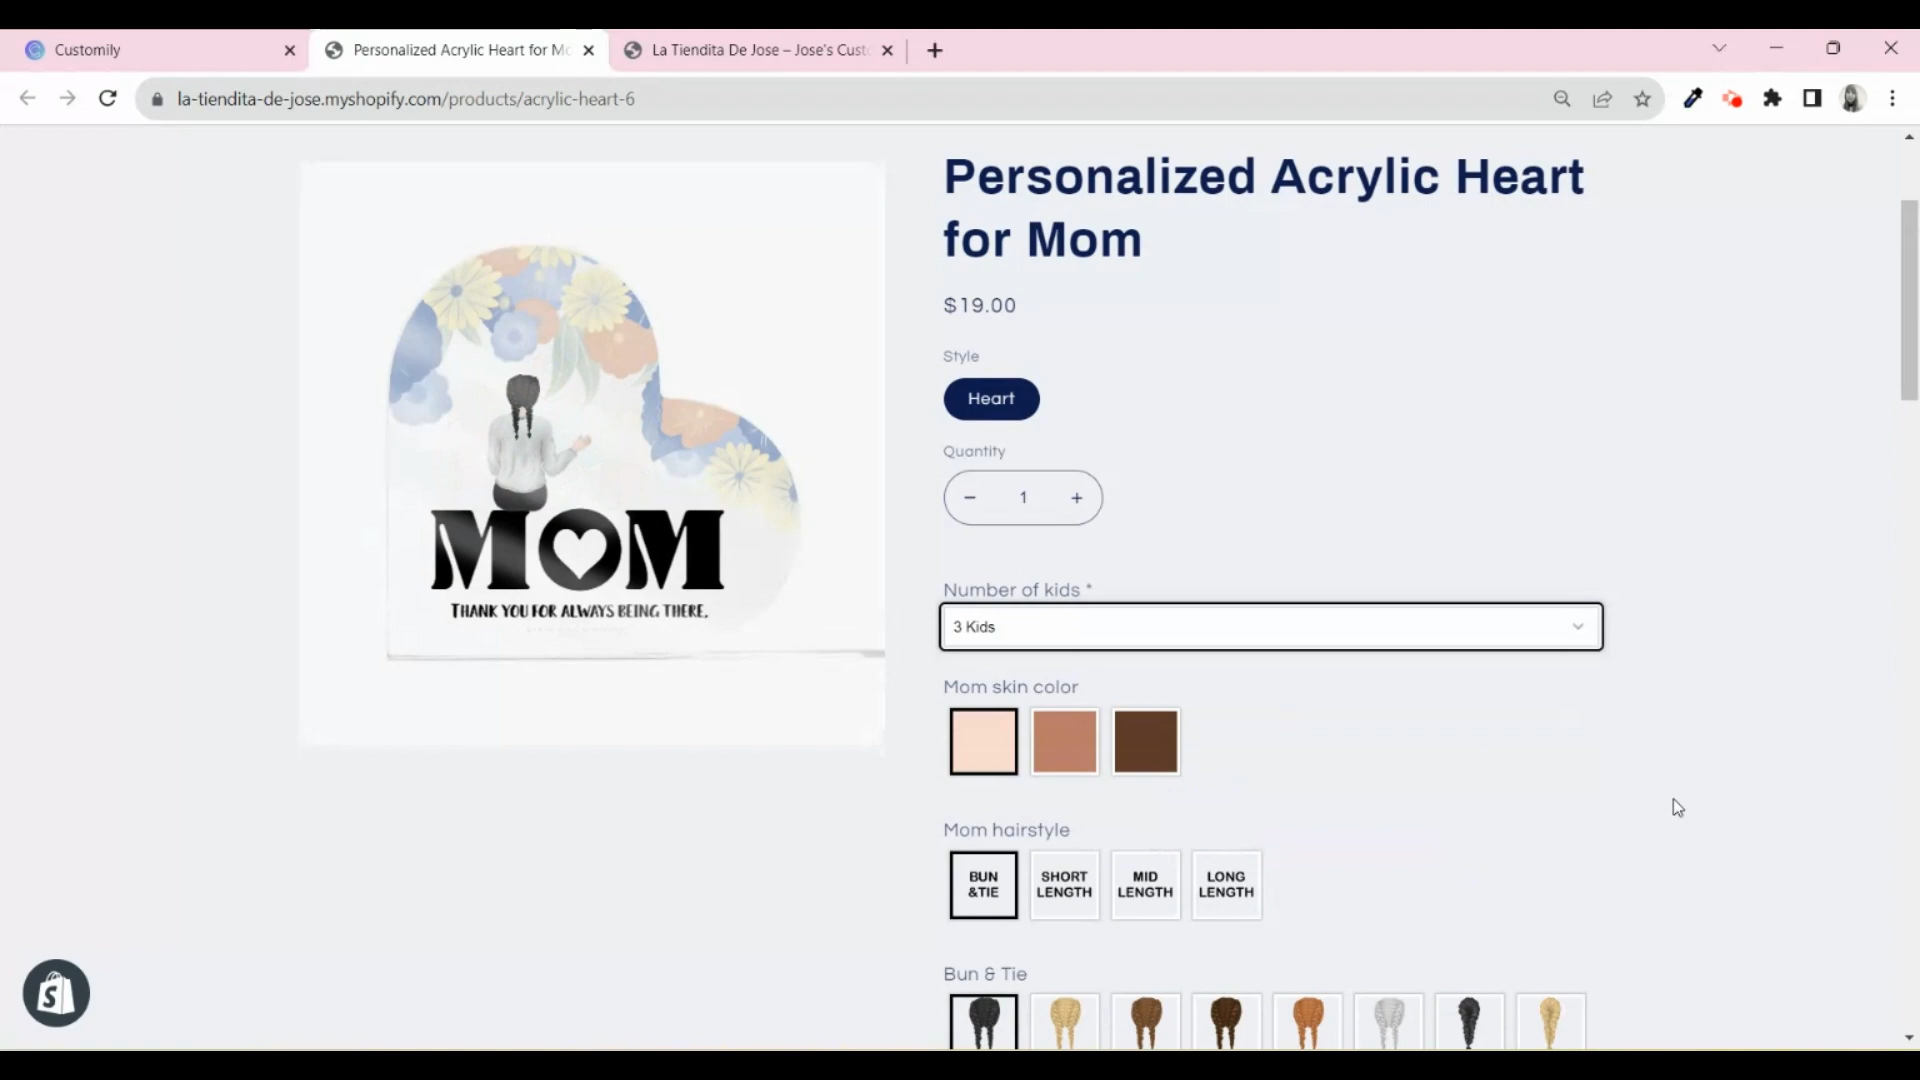 Customily
Personalized Acrylic Heart for Mo
La Tiendita De Jose – Jose's Cust
la-tiendita-de-jose.myshopify.com/products/acrylic-heart-6
Personalized Acrylic Heart
for Mom
$19.00
Style
Heart
Quantity
1
Number of kids *
3 Kids
Mom skin color
Mom hairstyle
BUN
&TIE
SHORT
LENGTH
MID
LENGTH
LONG
LENGTH
Bun & Tie
MOM
THANK YOU FOR ALWAYS BEING THERE.